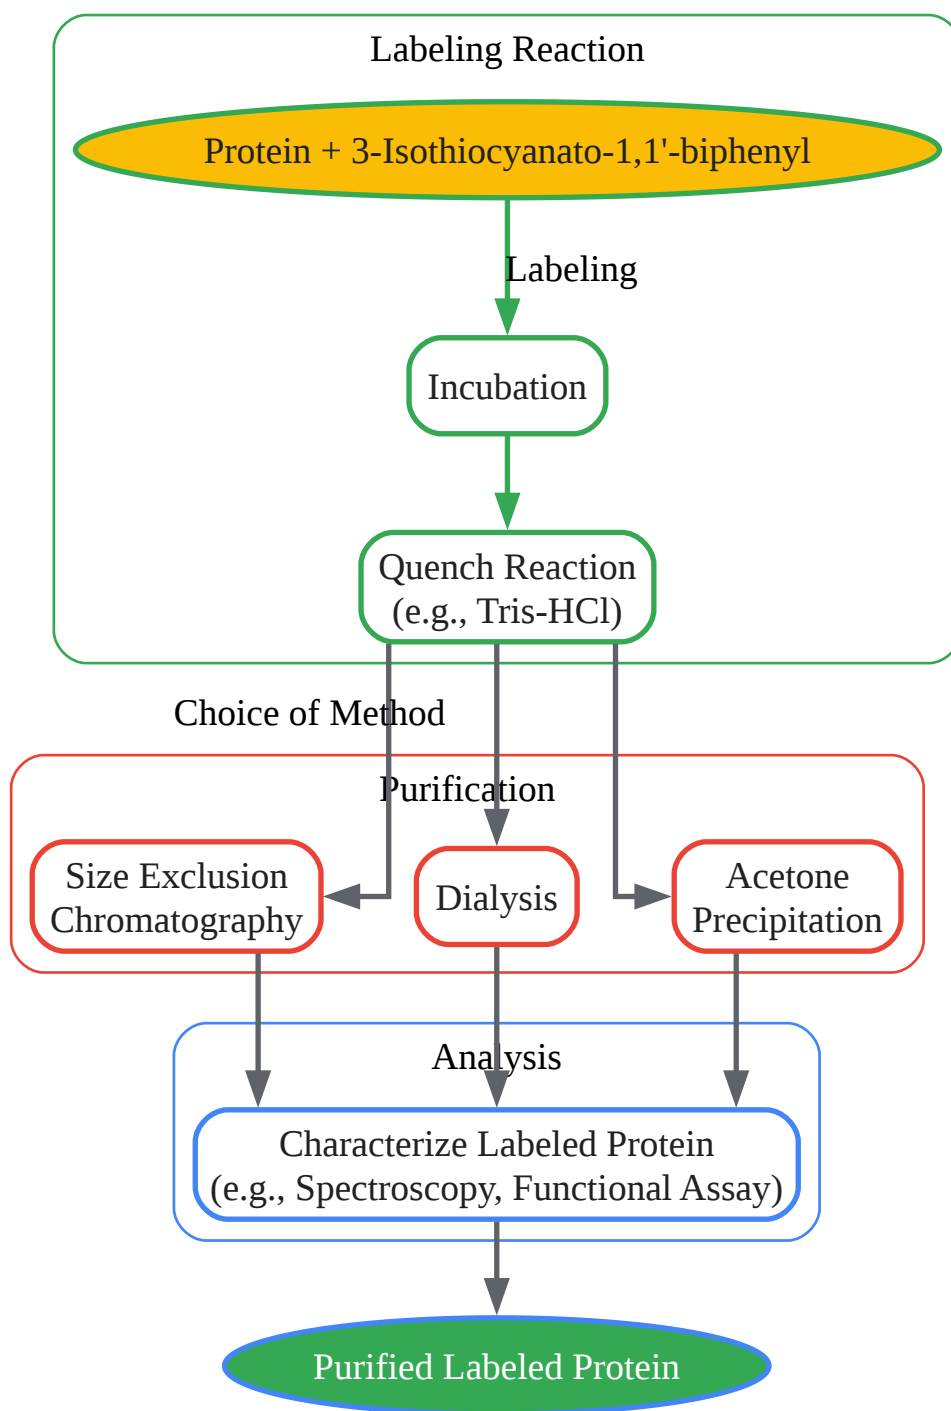 Labeling Reaction
Protein + 3-Isothiocyanato-1,1'-biphenyl
Labeling
Incubation
Quench Reaction
(e.g., Tris-HCl)
Choice of Method
Purification
Size Exclusion
Chromatography
Dialysis
Acetone
Precipitation
Analysis
Characterize Labeled Protein
(e.g., Spectroscopy, Functional Assay)
Purified Labeled Protein